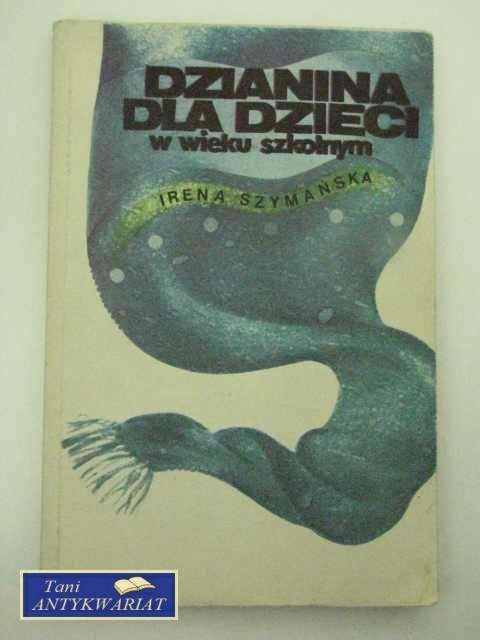 DZIANINA
DLA DZIECI
w wieku szkolnym
IRENA SZYMAŃSKA
Tani
ANTYKWARIAT